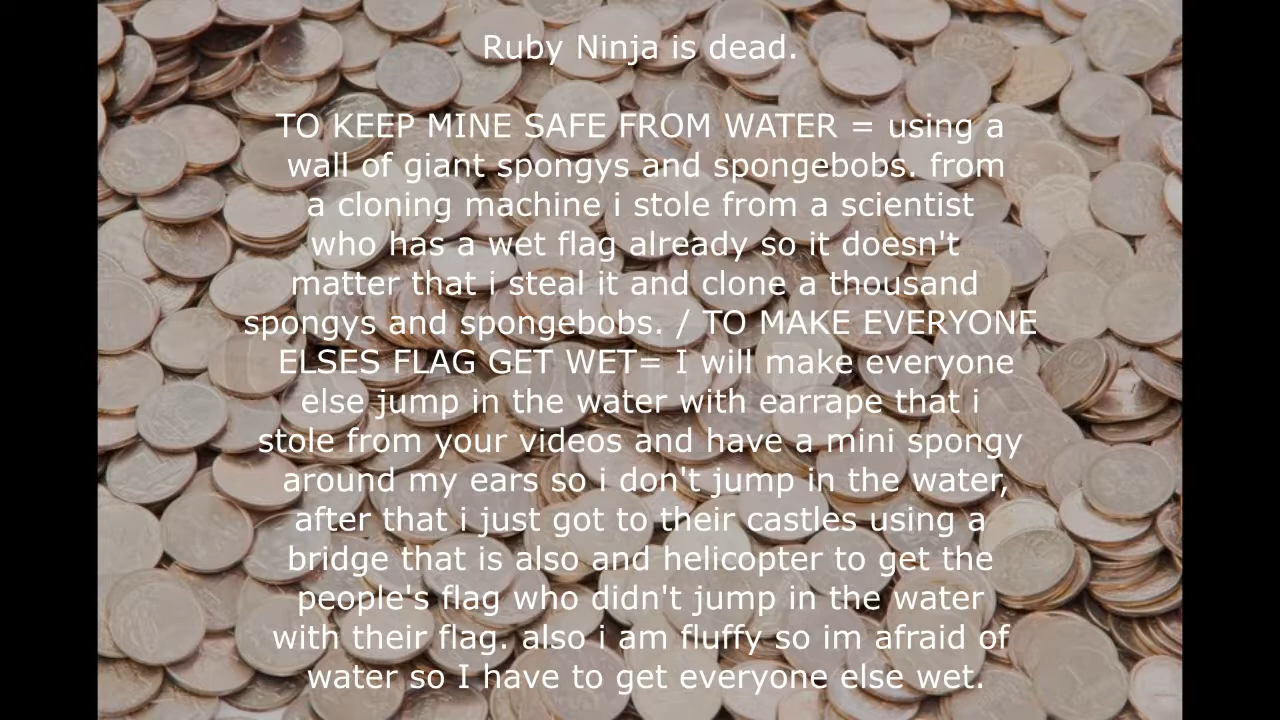 Ruby Ninja is dead.
TO KEEP MINE SAFE FROM WATER = using a
wall of giant spongys and spongebobs. from
a cloning machine i stole from a scientist
who has a wet flag already so it doesn't
matter that i steal it and clone a thousand
spongys and spongebobs. / TO MAKE EVERYONE
ELSES FLAG GET WET= I will make everyone
else jump in the water with earrape that i
stole from your videos and have a mini spongy
around my ears so i don't jump in the water,
after that i just got to their castles using a
bridge that is also and helicopter to get the
people's flag who didn't jump in the water
with their flag. also i am fluffy so im afraid of
water so I have to get everyone else wet.